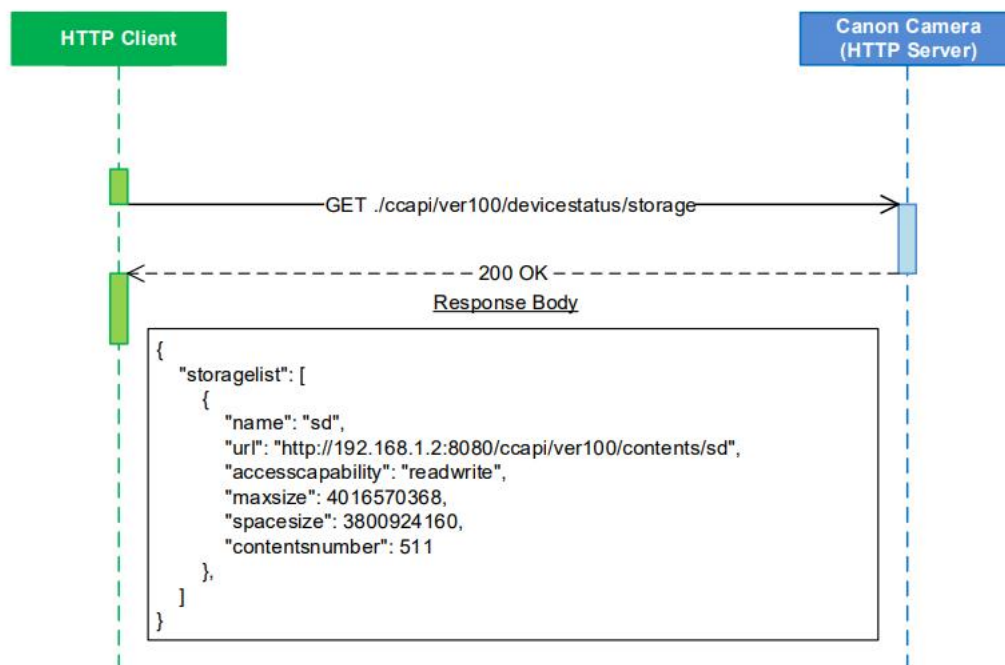 HTTP Client
Canon Camera
(HTTP Server)
GET ./ccapi/ver100/devicestatus/storage
200 OK
Response Body
{
"storagelist": [
{
"name": "sd",
"url": "http://192.168.1.2:8080/ccapi/ver100/contents/sd",
"accesscapability": "readwrite",
"maxsize": 4016570368,
"spacesize": 3800924160,
"contentsnumber": 511
},
]
}